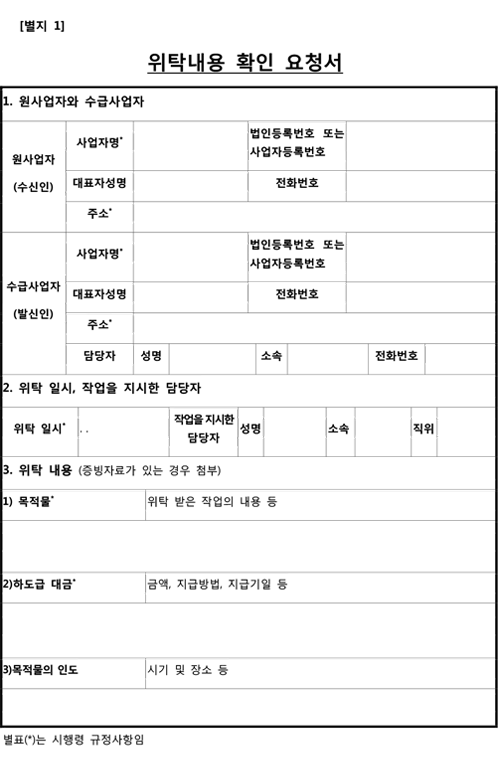 [별지 1]
위탁내용 확인 요청서
1. 원사업자와 수급사업자
원사업자
(수신인)
사업자명*
법인등록번호 또는
사업자등록번호
대표자성명
전화번호
주소*
수급사업자
(발신인)
사업자명*
법인등록번호 또는
사업자등록번호
대표자성명
전화번호
주소*
담당자
성명
소속
전화번호
2. 위탁 일시, 작업을 지시한 담당자
위탁 일시*
. .
작업을 지시한
담당자
성명
소속
직위
3. 위탁 내용 (증빙자료가 있는 경우 첨부)
1) 목적물*
위탁 받은 작업의 내용 등
2)하도급 대금*
금액, 지급방법, 지급기일 등
3)목적물의 인도
시기 및 장소 등
별표(*)는 시행령 규정사항임